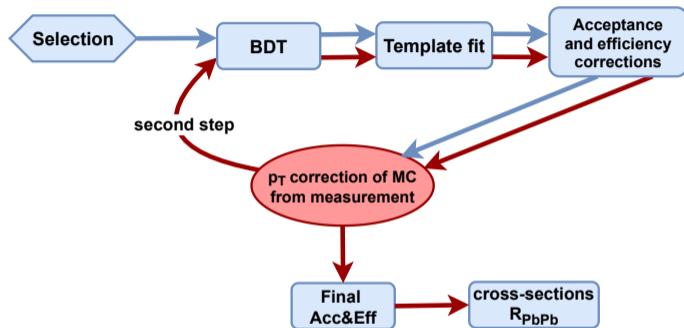 Selection
BDT
Template fit
Acceptance
and efficiency
corrections
second step
pT correction of MC
from measurement
Final
Acc&Eff
cross-sections
RPbPb